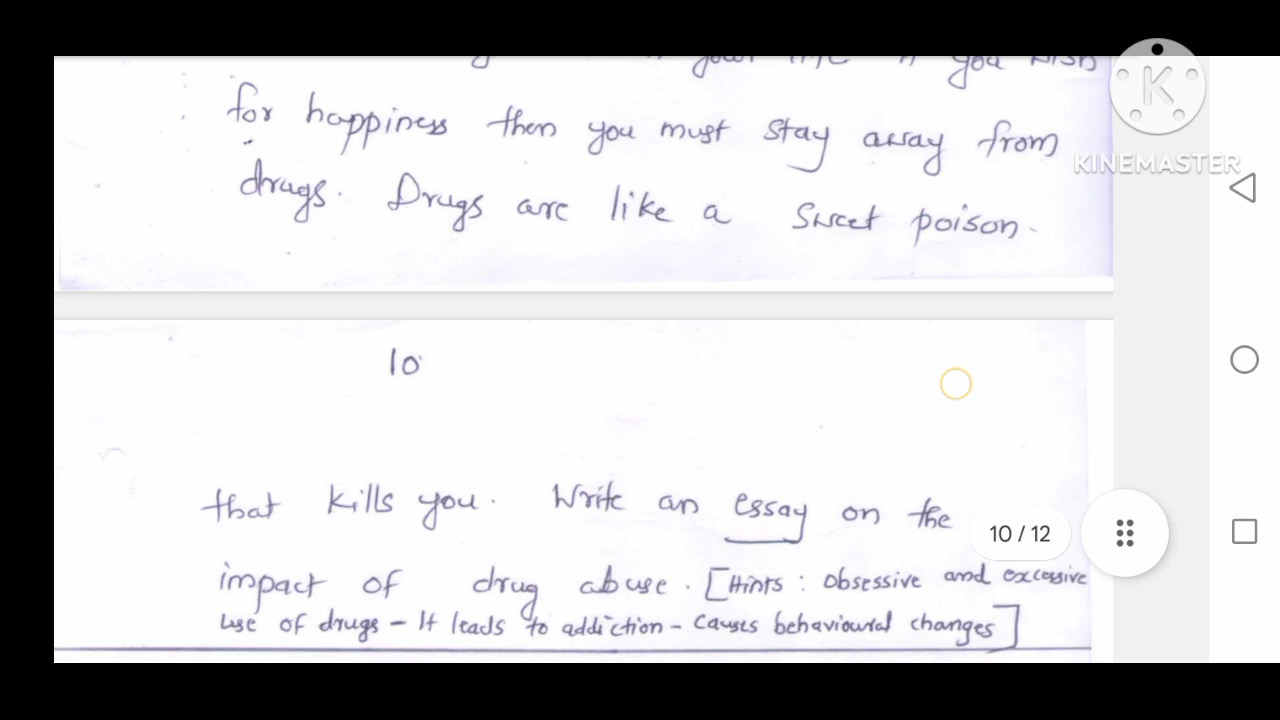 you
for happiness then you must stay away from
drugs. Drugs are like a sweet poison.
KINEMASTER
10
that kills you. Write an essay on the
10 / 12
impact of drug abuse. [Hints : Obsessive and excessive
use of drugs - It leads to addiction - Causes behavioural changes]